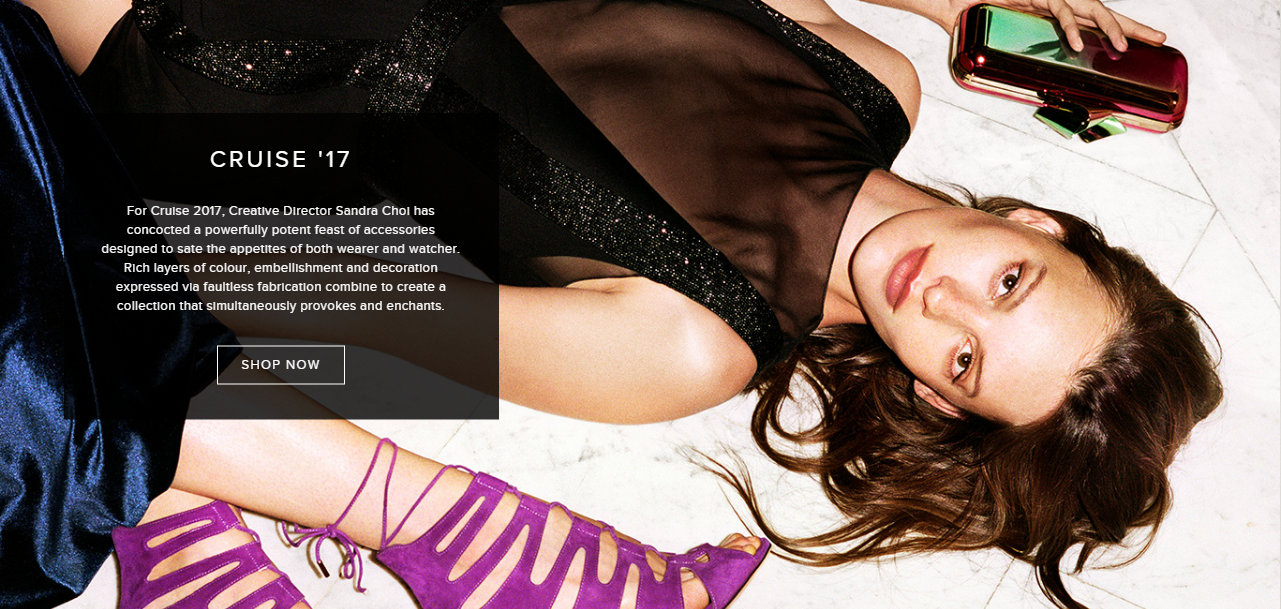 CRUISE '17
For Cruise 2017, Creative Director Sandra Choi has
concocted a powerfully potent feast of accessories
designed to sate the appetites of both wearer and watcher.
Rich layers of colour, embellishment and decoration
expressed via faultless fabrication combine to create a
collection that simultaneously provokes and enchants.
SHOP NOW